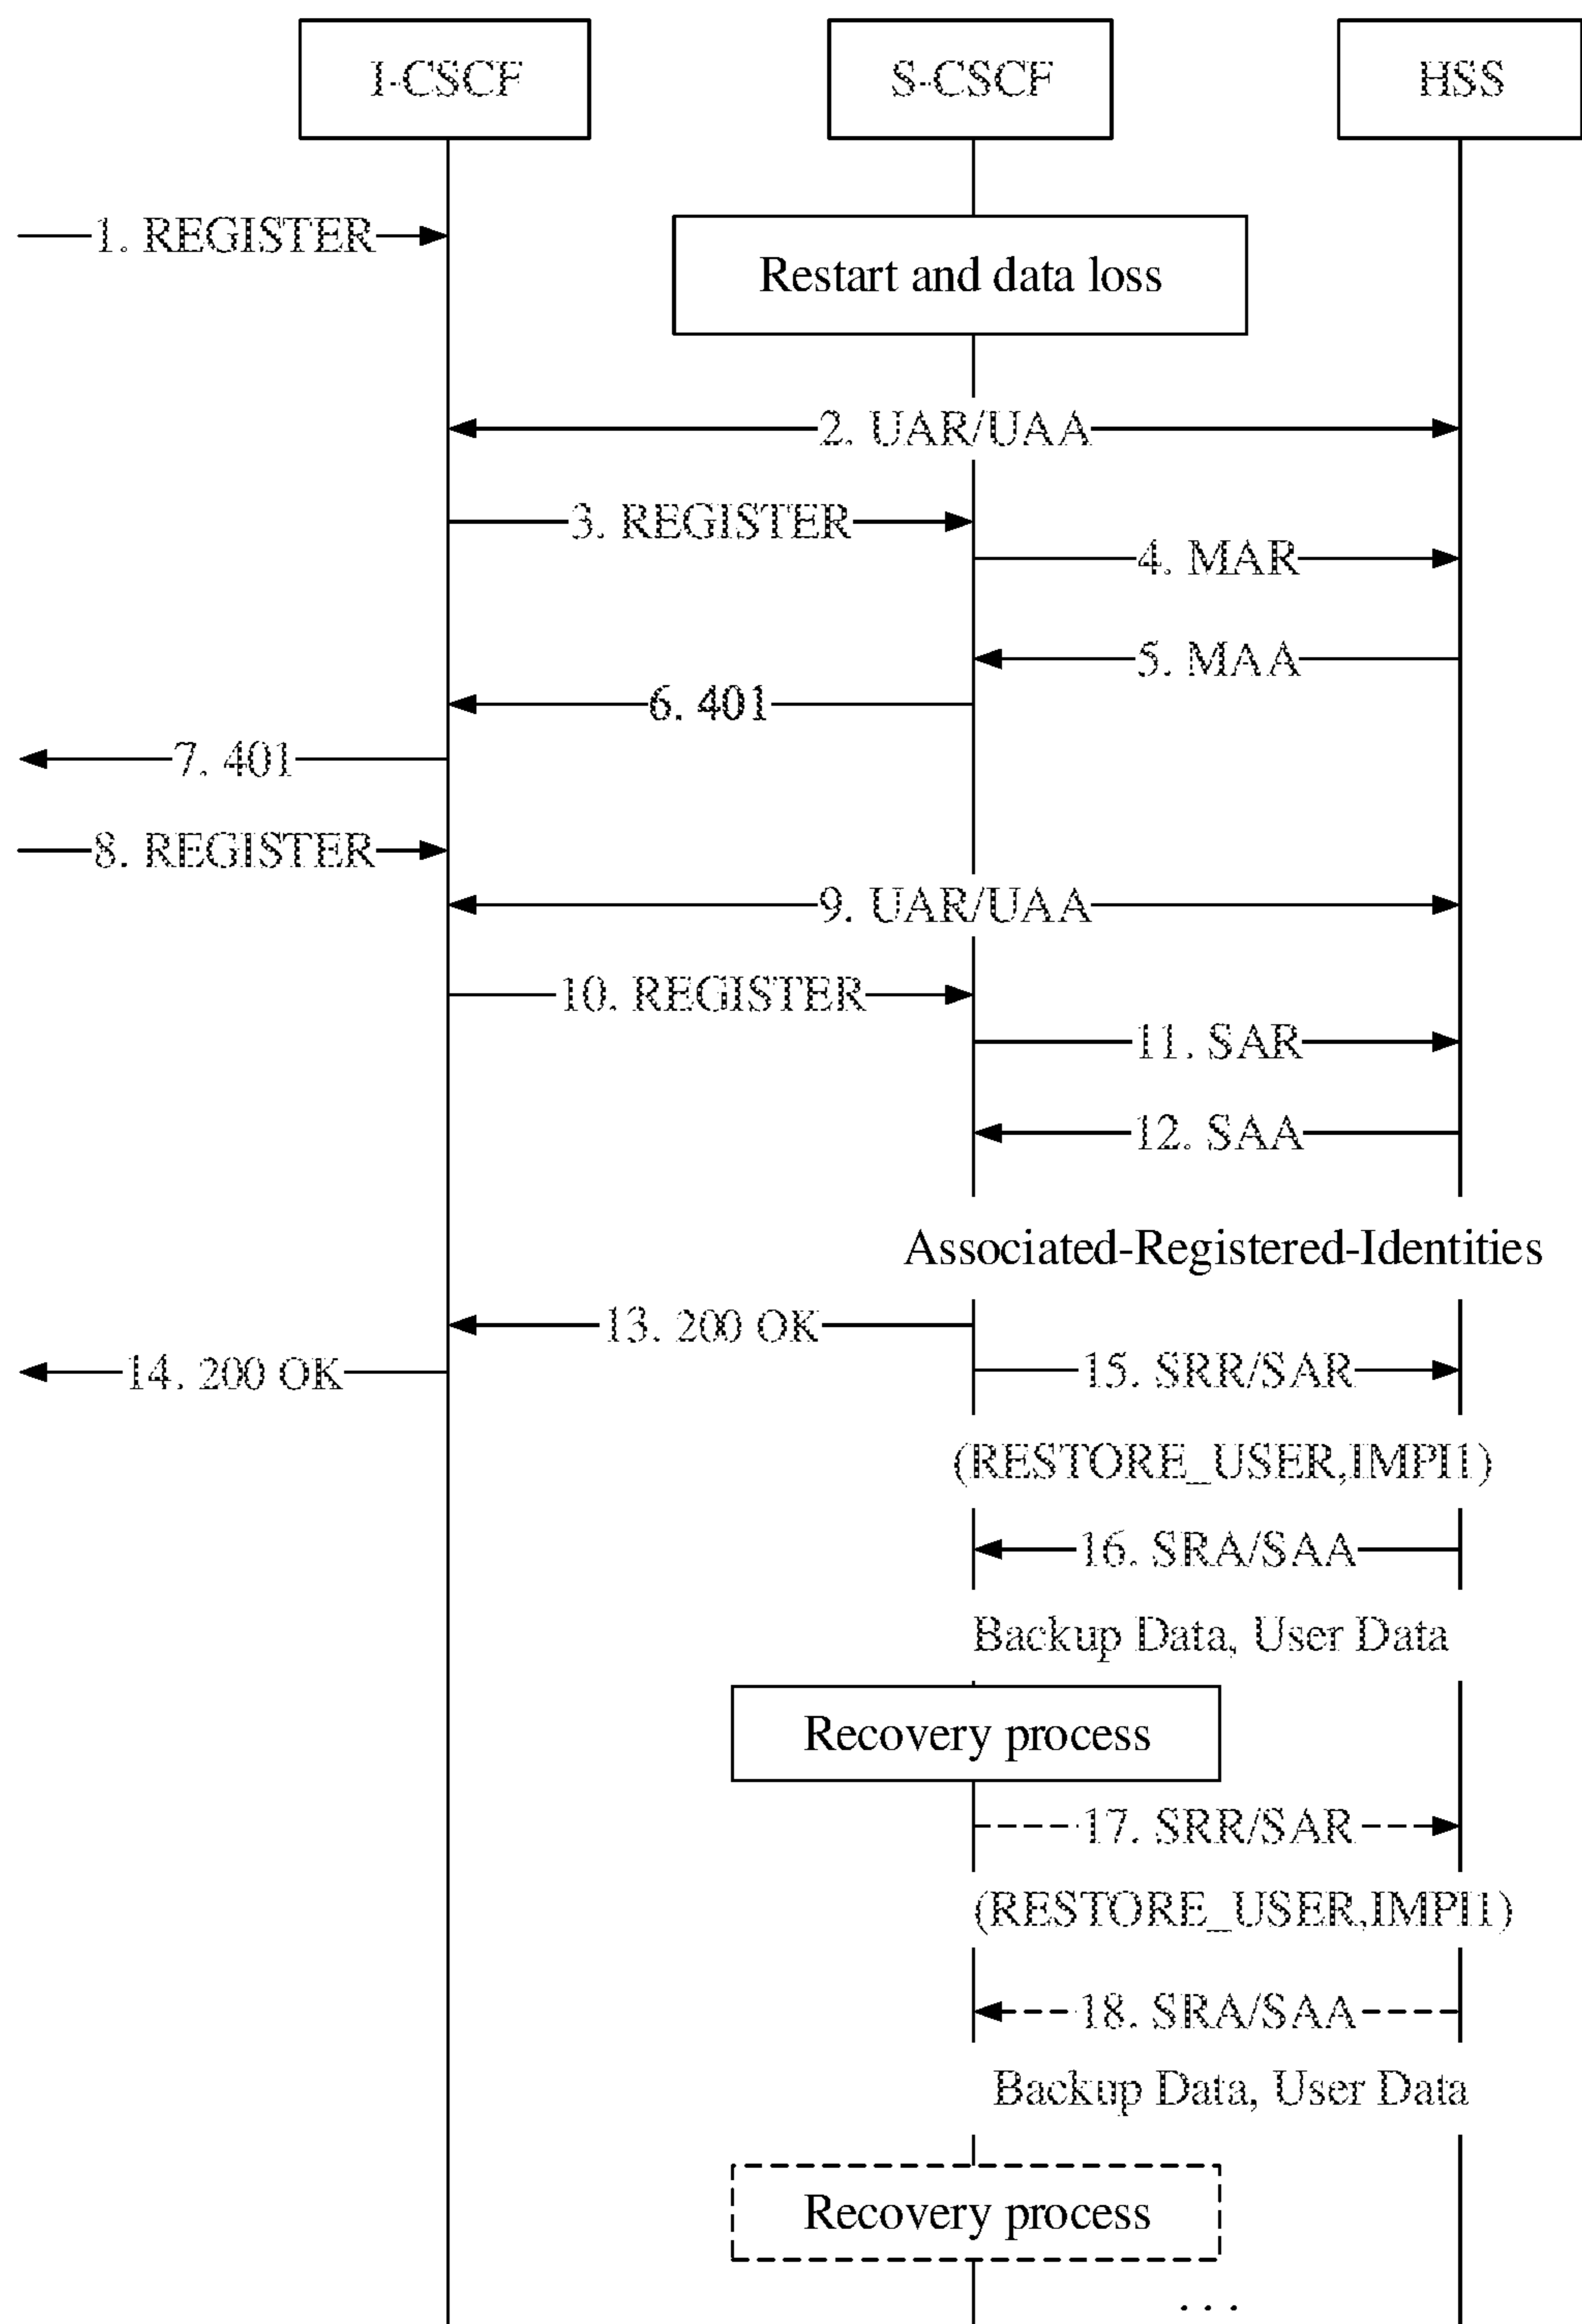 I-CSCF
S-CSCF
HSS
1. REGISTER
Restart and data loss
2. UAR/UAA
3. REGISTER
4. MAR
5. MAA
6. 401
7. 401
8. REGISTER
9. UAR/UAA
10. REGISTER
11. SAR
12. SAA
Associated-Registered-Identities
13. 200 OK
14. 200 OK
15. SRR/SAR
(RESTORE_USER,IMPI1)
16. SRA/SAA
Backup Data, User Data
Recovery process
17. SRR/SAR
(RESTORE_USER,IMPI1)
18. SRA/SAA
Backup Data, User Data
Recovery process
...